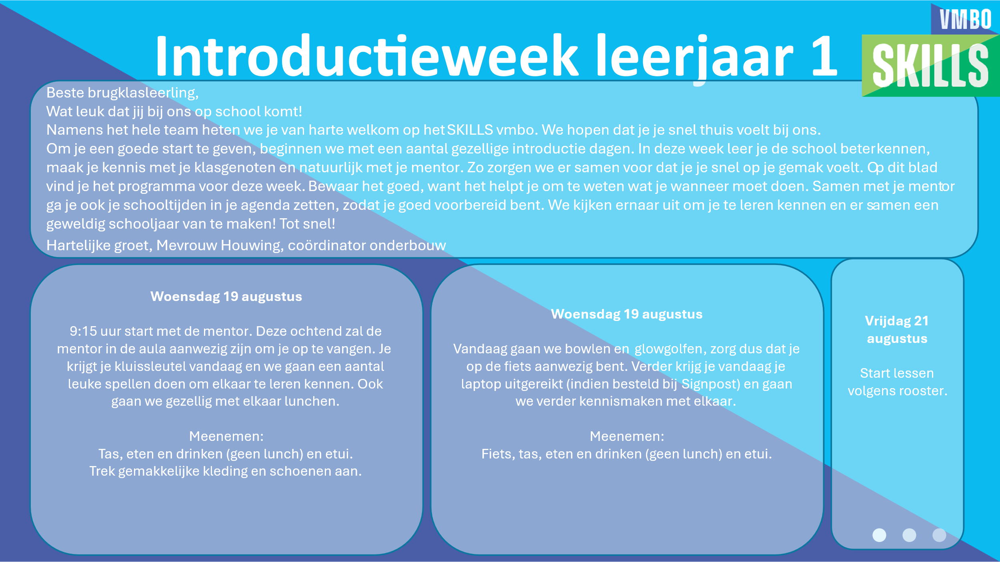 VMBO
SKILLS
Introductieweek leerjaar 1
Beste brugklasleerling,
Wat leuk dat jij bij ons op school komt!
Namens het hele team heten we je van harte welkom op het SKILLS vmbo. We hopen dat je je snel thuis voelt bij ons.
Om je een goede start te geven, beginnen we met een aantal gezellige introductie dagen. In deze week leer je de school beter kennen,
maak je kennis met je klasgenoten en natuurlijk met je mentor. Zo zorgen we er samen voor dat je je snel op je gemak voelt. Op dit blad
vind je het programma voor deze week. Bewaar het goed, want het helpt je om te weten wat je wanneer moet doen. Samen met je mentor
ga je ook je schooltijden in je agenda zetten, zodat je goed voorbereid bent. We kijken ernaar uit om je te leren kennen en er samen een
geweldig schooljaar van te maken! Tot snel!
Hartelijke groet, Mevrouw Houwing, coördinator onderbouw
Woensdag 19 augustus
9:15 uur start met de mentor. Deze ochtend zal de
mentor in de aula aanwezig zijn om je op te vangen. Je
krijgt je kluissleutel vandaag en we gaan een aantal
leuke spellen doen om elkaar te leren kennen. Ook
gaan we gezellig met elkaar lunchen.
Meenemen:
Tas, eten en drinken (geen lunch) en etui.
Trek gemakkelijke kleding en schoenen aan.
Woensdag 19 augustus
Vandaag gaan we bowlen en glowgolfen, zorg dus dat je
op de fiets aanwezig bent. Verder krijg je vandaag je
laptop uitgereikt (indien besteld bij Signpost) en gaan
we verder kennismaken met elkaar.
Meenemen:
Fiets, tas, eten en drinken (geen lunch) en etui.
Vrijdag 21
augustus
Start lessen
volgens rooster.